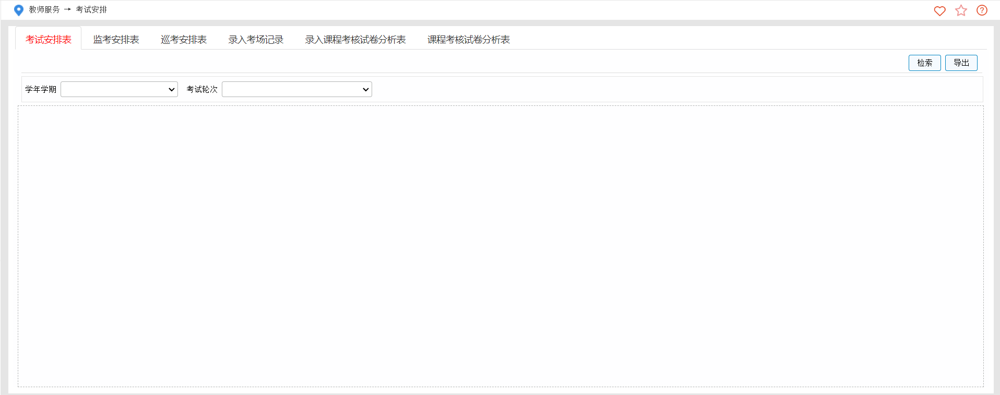 教师服务 → 考试安排
考试安排表 监考安排表 巡考安排表 录入考场记录 录入课程考核试卷分析表 课程考核试卷分析表
检索 导出
学年学期 考试轮次